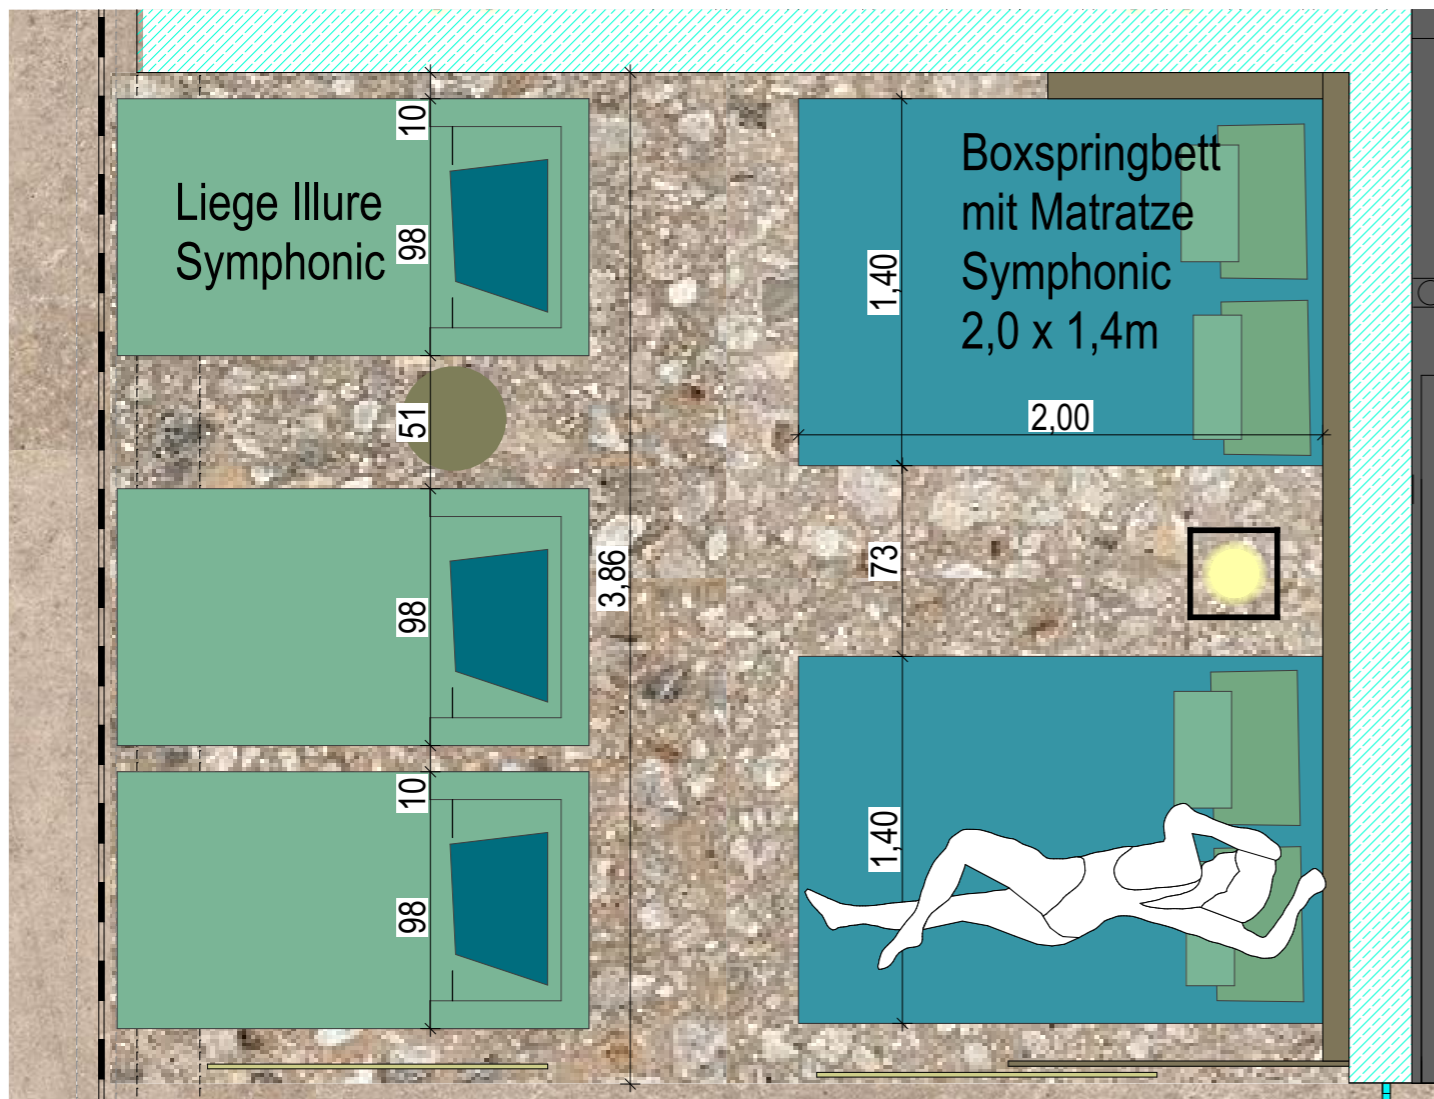 Liege Illure
Symphonic
Boxspringbett
mit Matratze
Symphonic
2,0 x 1,4m
10
98
51
98
10
98
3,86
1,40
2,00
73
1,40